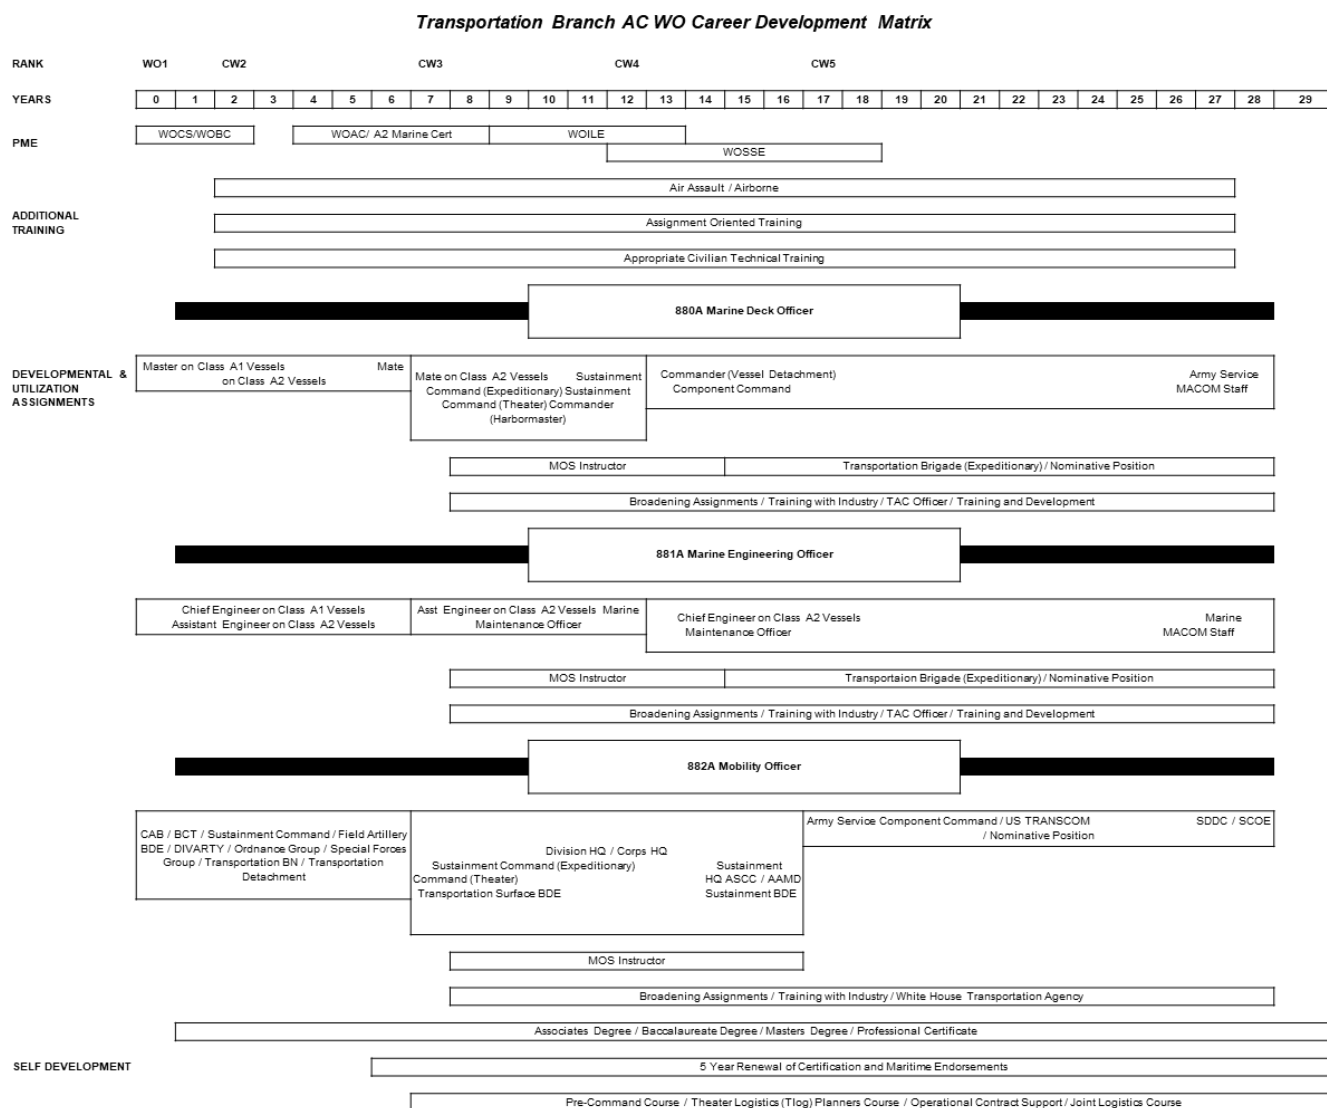 Transportation Branch AC WO Career Development Matrix
RANK WO1 CW2 CW3 CW4 CW5
YEARS 0 1 2 3 4 5 6 7 8 9 10 11 12 13 14 15 16 17 18 19 20 21 22 23 24 25 26 27 28 29
PME
WOCS/WOBC WOAC/ A2 Marine Cert WOILE
WOSSE
ADDITIONAL
TRAINING
Air Assault / Airborne
Assignment Oriented Training
Appropriate Civilian Technical Training
880A Marine Deck Officer
DEVELOPMENTAL &
UTILIZATION
ASSIGNMENTS
Master on Class A1 Vessels Mate
on Class A2 Vessels
Mate on Class A2 Vessels Sustainment
Command (Expeditionary) Sustainment
Command (Theater) Commander
(Harbormaster)
Commander (Vessel Detachment) Army Service
Component Command MACOM Staff
MOS Instructor Transportation Brigade (Expeditionary) / Nominative Position
Broadening Assignments / Training with Industry / TAC Officer / Training and Development
881A Marine Engineering Officer
Chief Engineer on Class A1 Vessels
Assistant Engineer on Class A2 Vessels
Asst Engineer on Class A2 Vessels Marine
Maintenance Officer
Chief Engineer on Class A2 Vessels Marine
Maintenance Officer MACOM Staff
MOS Instructor Transportaion Brigade (Expeditionary) / Nominative Position
Broadening Assignments / Training with Industry / TAC Officer / Training and Development
882A Mobility Officer
CAB / BCT / Sustainment Command / Field Artillery
BDE / DIVARTY / Ordnance Group / Special Forces
Group / Transportation BN / Transportation
Detachment
Division HQ / Corps HQ
Sustainment Command (Expeditionary) Sustainment
Command (Theater) HQ ASCC / AAMD
Transportation Surface BDE Sustainment BDE
Army Service Component Command / US TRANSCOM SDDC / SCOE
/ Nominative Position
MOS Instructor
Broadening Assignments / Training with Industry / White House Transportation Agency
Associates Degree / Baccalaureate Degree / Masters Degree / Professional Certificate
SELF DEVELOPMENT
5 Year Renewal of Certification and Maritime Endorsements
Pre-Command Course / Theater Logistics (Tlog) Planners Course / Operational Contract Support / Joint Logistics Course